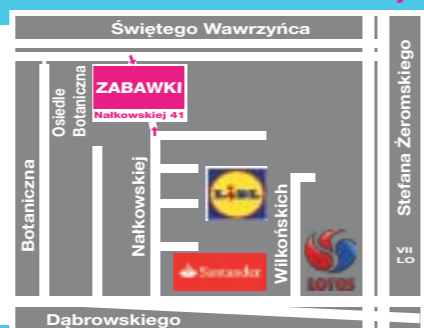 Świętego Wawrzyńca
Stefana Żeromskiego
Osiedle
Botaniczna
ZABAWKI
Nałkowskiej 41
Botaniczna
Nałkowskiej
LIDL
Wilkońskich
Santander
LOTOS
VII
LO
Dąbrowskiego